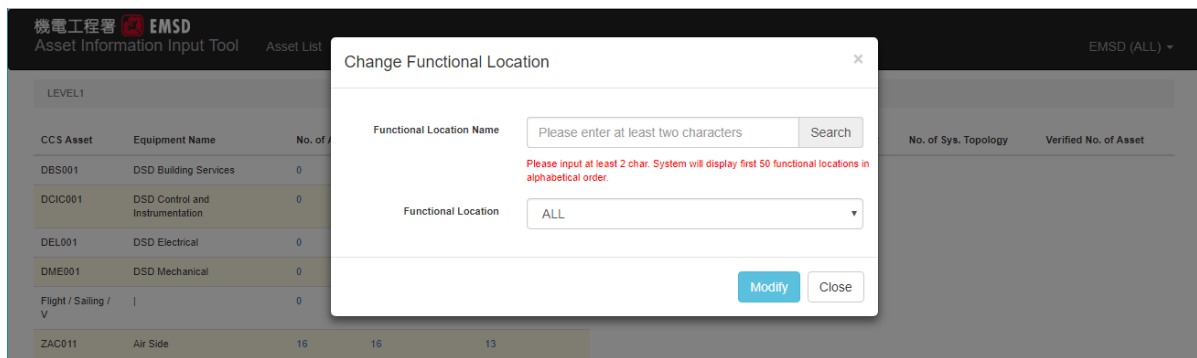 機電工程署 EMSD
Asset Information Input Tool Asset List EMSD (ALL)
Change Functional Location ×
LEVEL1
Functional Location Name Please enter at least two characters Search
Please input at least 2 char. System will display first 50 functional locations in
alphabetical order.
Functional Location ALL
Modify Close
CCS Asset Equipment Name No. of No. of Sys. Topology Verified No. of Asset
DBS001 DSD Building Services 0
DCIC001 DSD Control and 0
Instrumentation
DEL001 DSD Electrical 0
DME001 DSD Mechanical 0
Flight / Sailing / | 0
V
ZAC011 Air Side 16 16 13